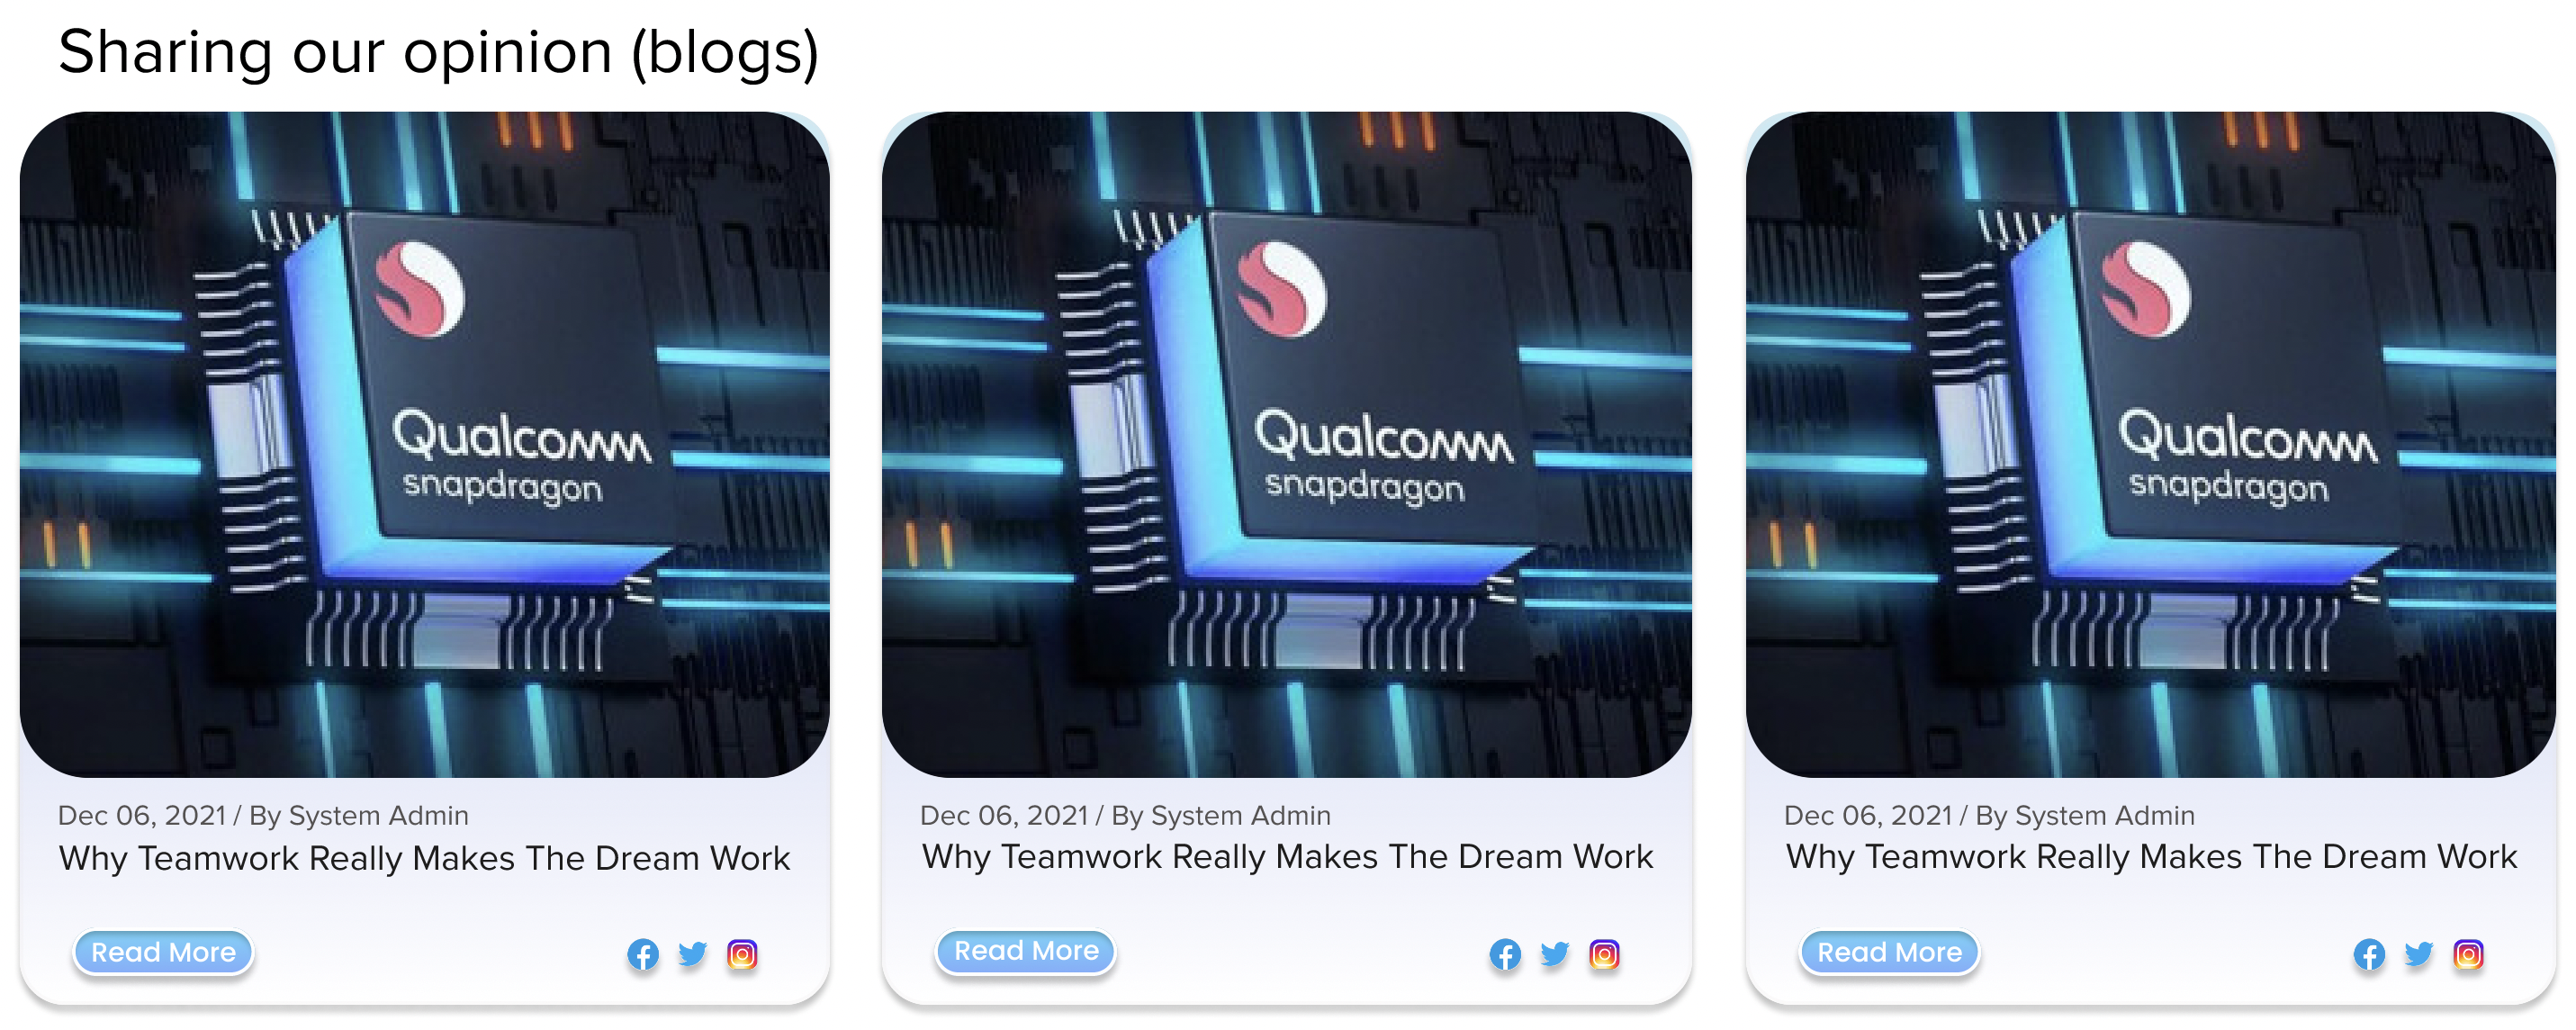 Sharing our opinion (blogs)
Qualcomm
snapdragon
Dec 06, 2021 / By System Admin
Why Teamwork Really Makes The Dream Work
Read More
Qualcomm
snapdragon
Dec 06, 2021 / By System Admin
Why Teamwork Really Makes The Dream Work
Read More
Qualcomm
snapdragon
Dec 06, 2021 / By System Admin
Why Teamwork Really Makes The Dream Work
Read More